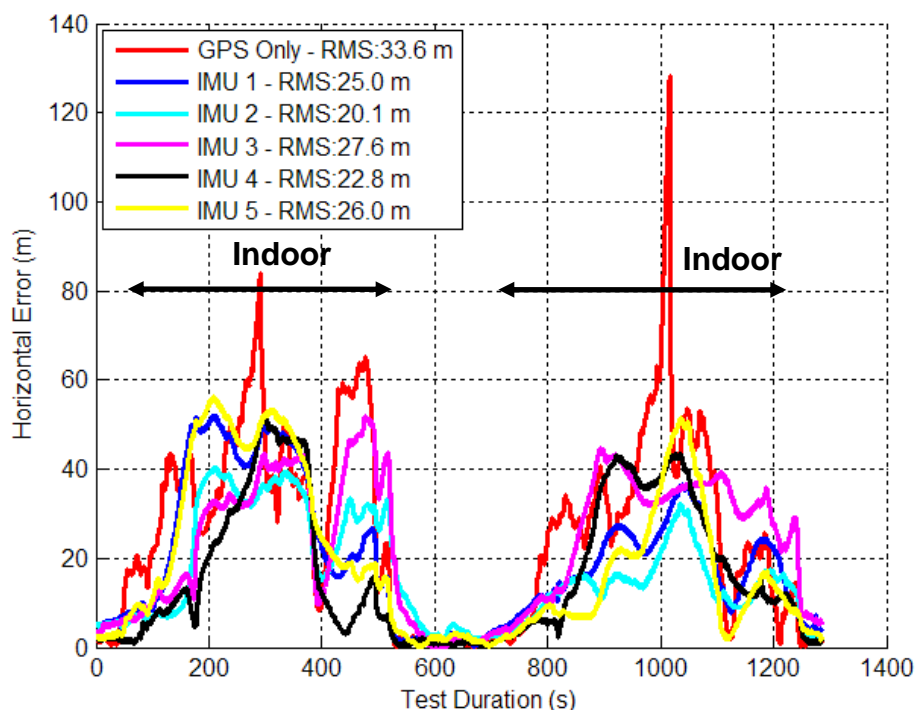 140
120
100
80
60
40
20
0
Horizontal Error (m)
GPS Only - RMS:33.6 m
IMU 1 - RMS:25.0 m
IMU 2 - RMS:20.1 m
IMU 3 - RMS:27.6 m
IMU 4 - RMS:22.8 m
IMU 5 - RMS:26.0 m
Indoor
Indoor
0 200 400 600 800 1000 1200 1400
Test Duration (s)